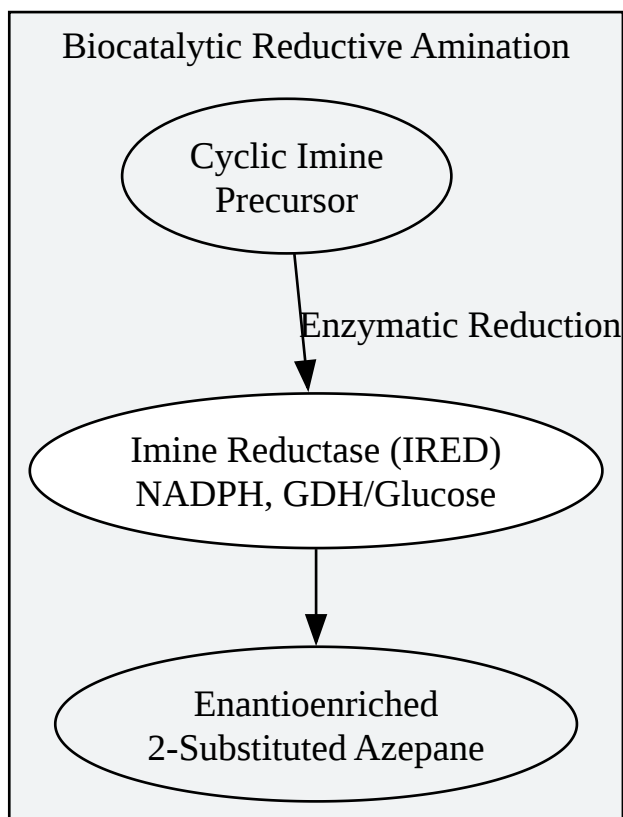 Biocatalytic Reductive Amination
Cyclic Imine
Precursor
Enzymatic Reduction
Imine Reductase (IRED)
NADPH, GDH/Glucose
Enantioenriched
2-Substituted Azepane